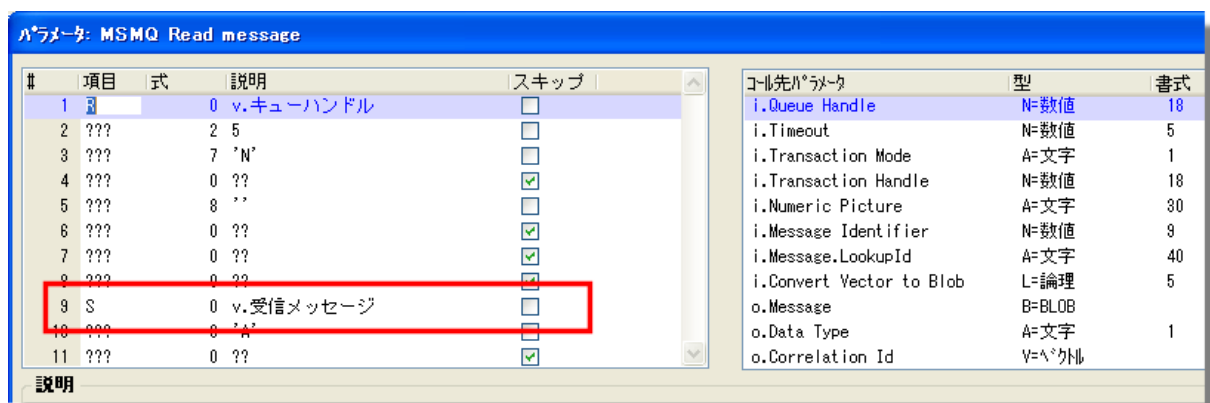 パラメータ: MSMQ Read message
# 項目 式 説明 スキップ
1 R 0 v.キューハンドル
2 ??? 2 5
3 ??? 7 'N'
4 ??? 0 ??
5 ??? 8 ''
6 ??? 0 ??
7 ??? 0 ??
8 ??? 0 ??
9 S 0 v.受信メッセージ
10 ??? 'A'
11 ??? 0 ??
コール先パラメータ 型 書式
i.Queue Handle N=数値 18
i.Timeout N=数値 5
i.Transaction Mode A=文字 1
i.Transaction Handle N=数値 18
i.Numeric Picture A=文字 30
i.Message Identifier N=数値 9
i.Message.LookupId A=文字 40
i.Convert Vector to Blob L=論理 5
o.Message B=BLOB
o.Data Type A=文字 1
o.Correlation Id V=ベクトル
説明